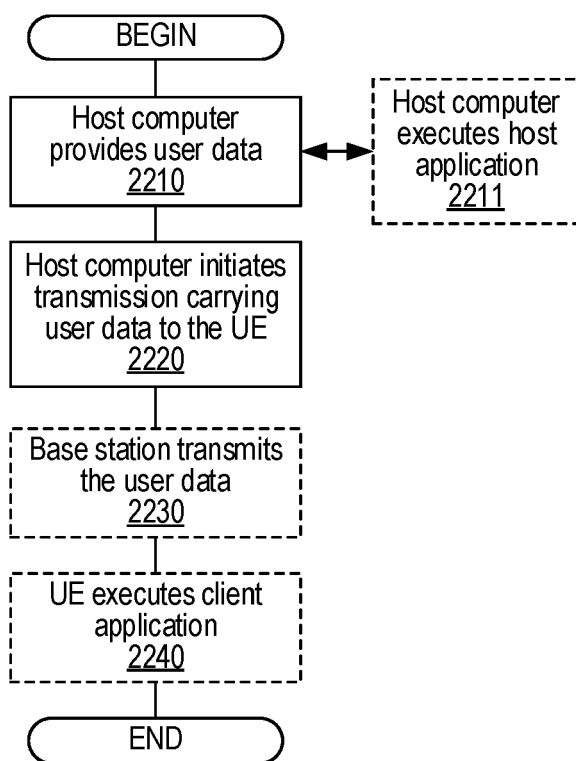 BEGIN
Host computer
provides user data
2210
Host computer
executes host
application
2211
Host computer initiates
transmission carrying
user data to the UE
2220
Base station transmits
the user data
2230
UE executes client
application
2240
END